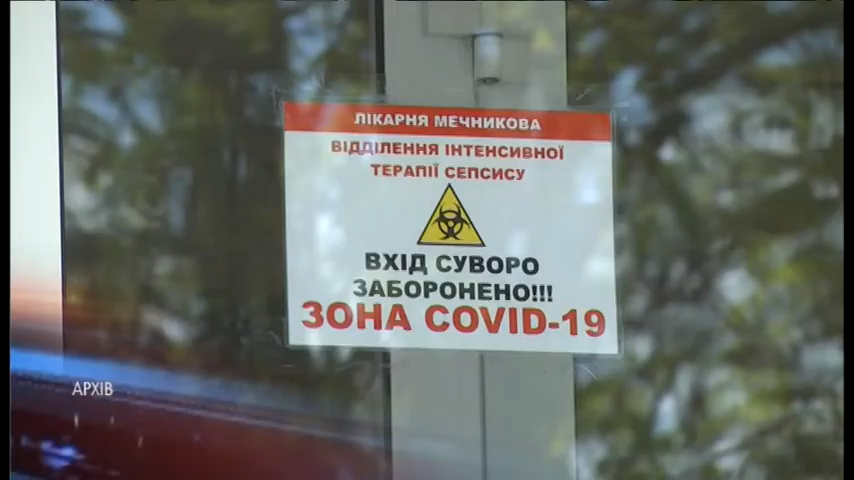 ЛІКАРНЯ МЕЧНИКОВА
ВІДДІЛЕННЯ ІНТЕНСИВНОЇ
ТЕРАПІЇ СЕПСИСУ
ВХІД СУВОРО
ЗАБОРОНЕНО!!!
ЗОНА COVID-19
АРХІВ